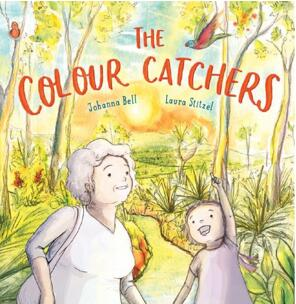 THE
COLOUR CATCHERS
Johanna Bell Laura Stitzel